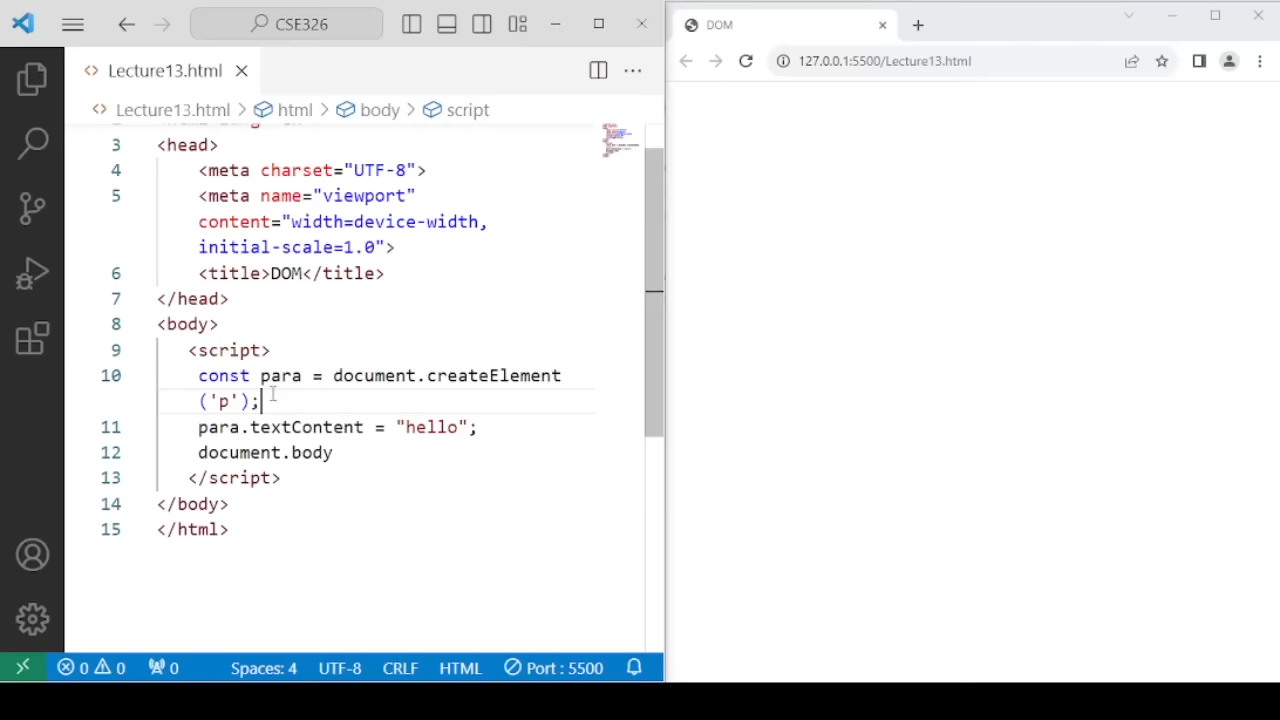 CSE326
Lecture13.html
Lecture13.html > html > body > script
3 <head>
4 <meta charset="UTF-8">
5 <meta name="viewport"
content="width=device-width,
initial-scale=1.0">
6 <title>DOM</title>
7 </head>
8 <body>
9 <script>
10 const para = document.createElement
('p');
11 para.textContent = "hello";
12 document.body
13 </script>
14 </body>
15 </html>
0 0 0 Spaces: 4 UTF-8 CRLF HTML Port : 5500
DOM
127.0.0.1:5500/Lecture13.html